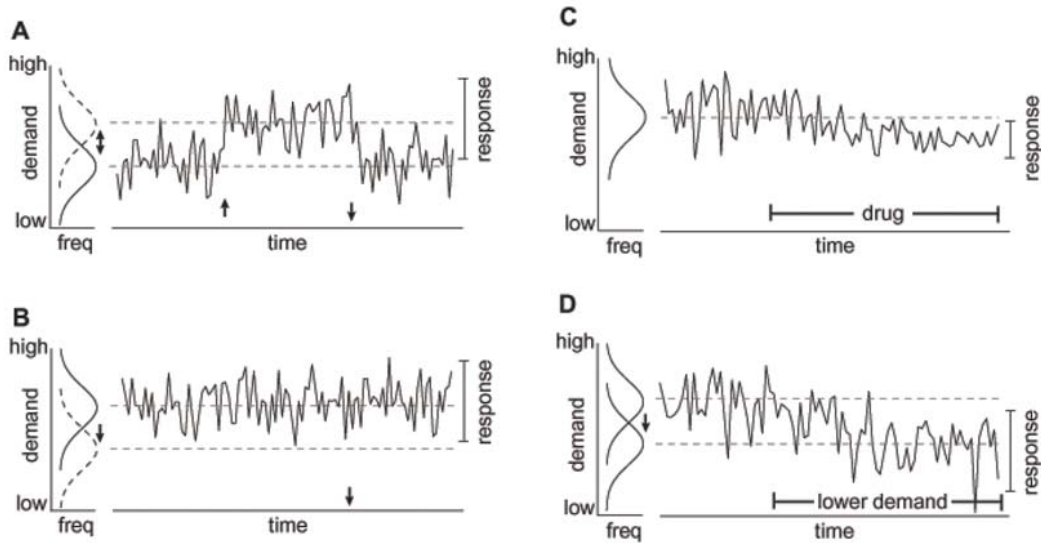 A
high
demand
low
freq
time
response
B
high
demand
low
freq
time
response
C
high
demand
low
freq
drug
time
response
D
high
demand
low
freq
lower demand
time
response